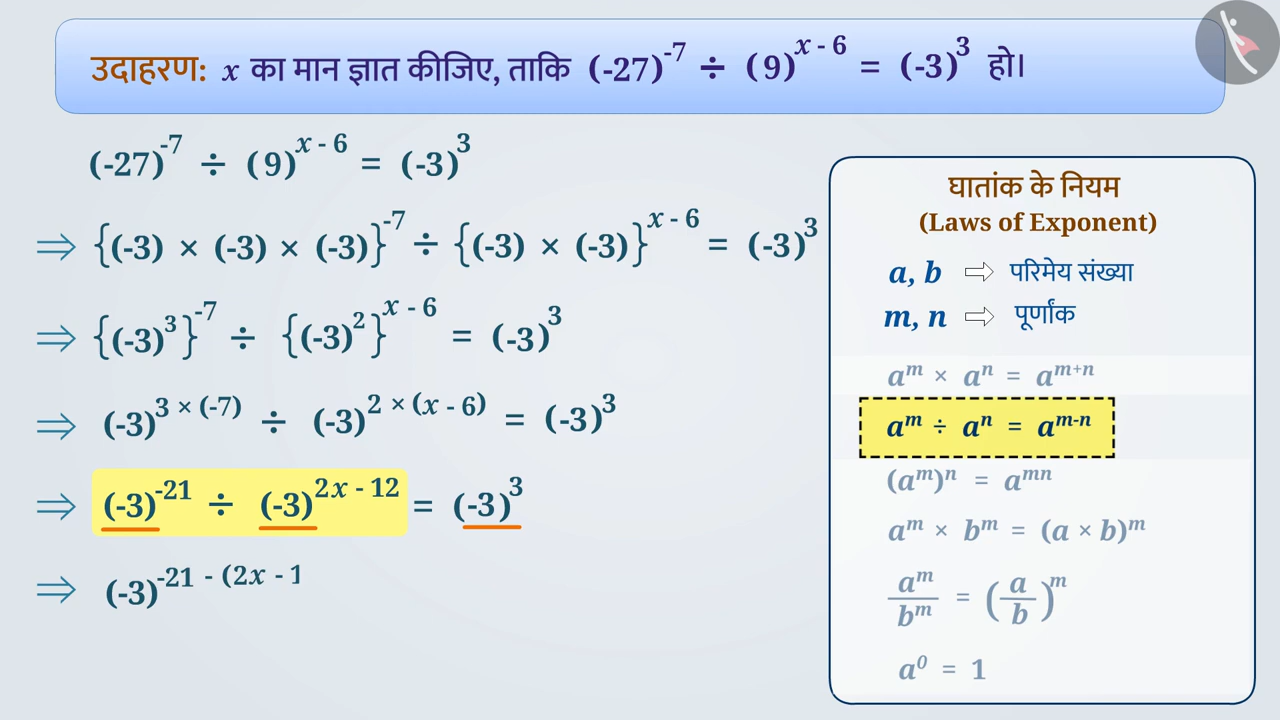 उदाहरण: x का मान ज्ञात कीजिए, ताकि (-27)^-7 ÷ (9)^x - 6 = (-3)^3 हो।
(-27)^-7 ÷ (9)^x - 6 = (-3)^3
⇒ {(-3) × (-3) × (-3)}^-7 ÷ {(-3) × (-3)}^x - 6 = (-3)^3
⇒ {(-3)^3}^-7 ÷ {(-3)^2}^x - 6 = (-3)^3
⇒ (-3)^3 × (-7) ÷ (-3)^2 × (x - 6) = (-3)^3
⇒ (-3)^-21 ÷ (-3)^2x - 12 = (-3)^3
⇒ (-3)^-21 - (2x - 1
घातांक के नियम
(Laws of Exponent)
a, b ⇨ परिमेय संख्या
m, n ⇨ पूर्णांक
a^m × a^n = a^m+n
a^m ÷ a^n = a^m-n
(a^m)^n = a^mn
a^m × b^m = (a × b)^m
a^m/b^m = (a/b)^m
a^0 = 1